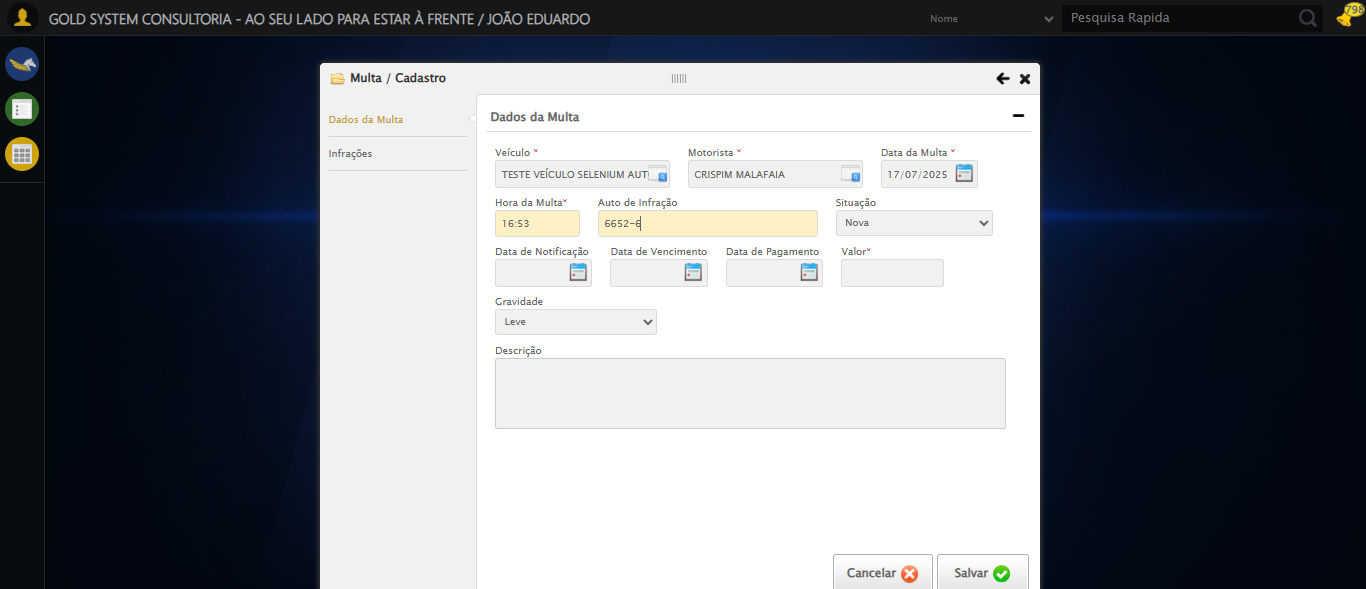 GOLD SYSTEM CONSULTORIA - AO SEU LADO PARA ESTAR À FRENTE / JOÃO EDUARDO
Nome
Pesquisa Rapida
798
Multa / Cadastro
Dados da Multa
Infrações
Dados da Multa
Veículo * Motorista * Data da Multa *
TESTE VEÍCULO SELENIUM AUT CRISPIM MALAFAIA 17/07/2025
Hora da Multa* Auto de Infração Situação
16:53 6652-6 Nova
Data de Notificação Data de Vencimento Data de Pagamento Valor*
Gravidade
Leve
Descrição
Cancelar Salvar